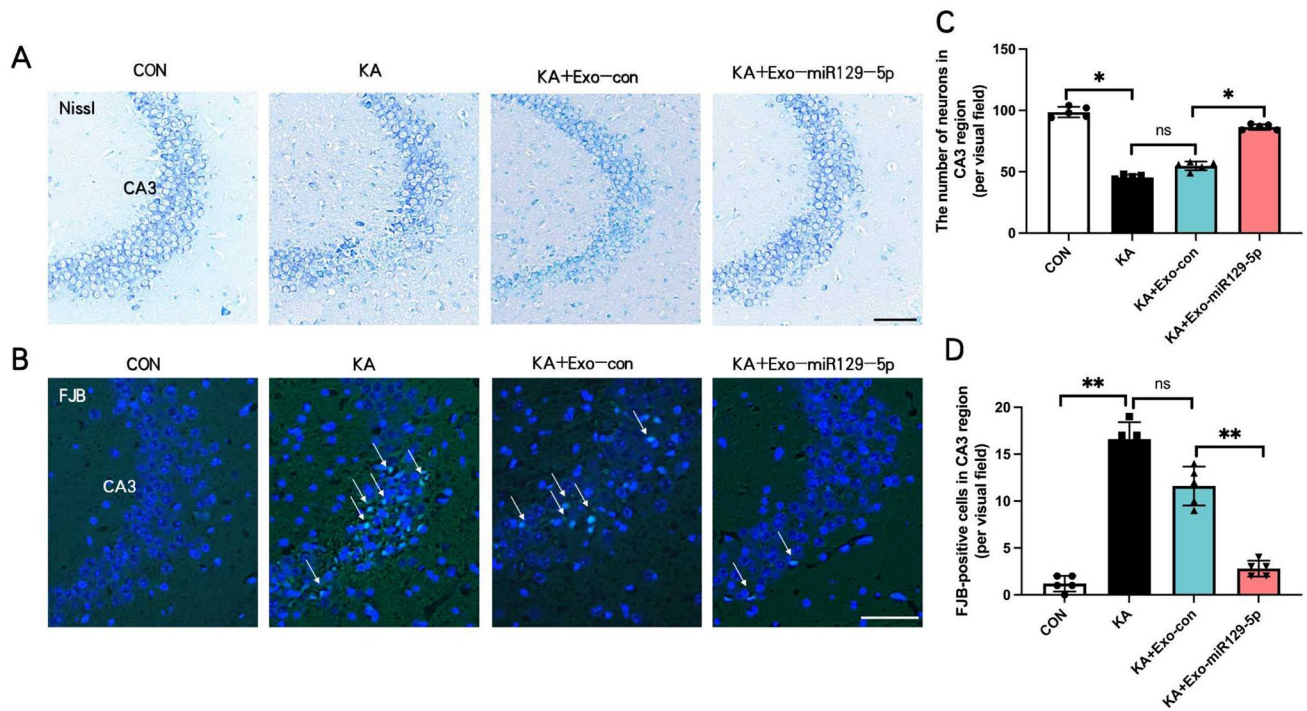 A
CON
KA
KA+Exo-con
KA+Exo-miR129-5p
Nissl
CA3
B
CON
KA
KA+Exo-con
KA+Exo-miR129-5p
FJB
CA3
C
The number of neurons in
CA3 region
(per visual field)
150
100
50
0
*
ns
*
CON
KA
KA+Exo-con
KA+Exo-miR129-5p
D
FJB-positive cells in CA3 region
(per visual field)
20
15
10
5
0
**
ns
**
CON
KA
KA+Exo-con
KA+Exo-miR129-5p